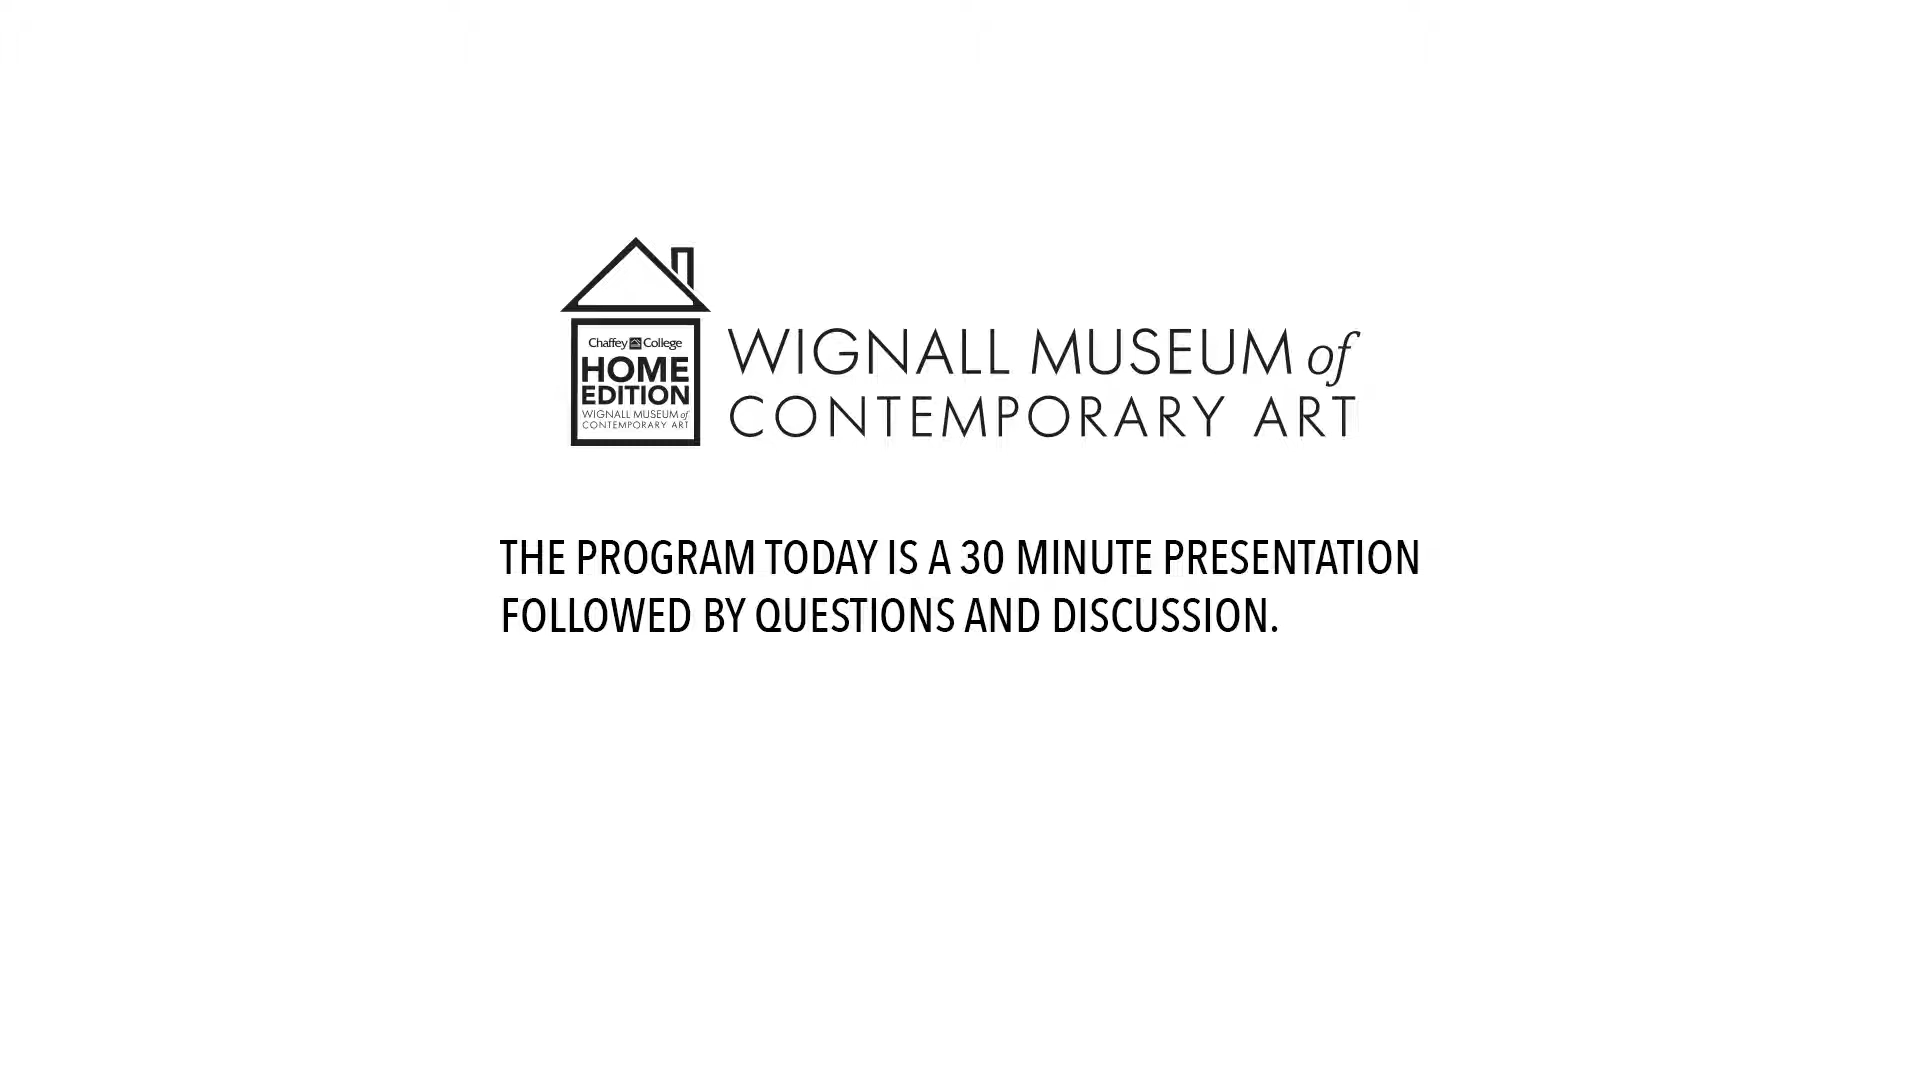 Chaffey College
HOME
EDITION
WIGNALL MUSEUM of
CONTEMPORARY ART
WIGNALL MUSEUM of
CONTEMPORARY ART
THE PROGRAM TODAY IS A 30 MINUTE PRESENTATION
FOLLOWED BY QUESTIONS AND DISCUSSION.